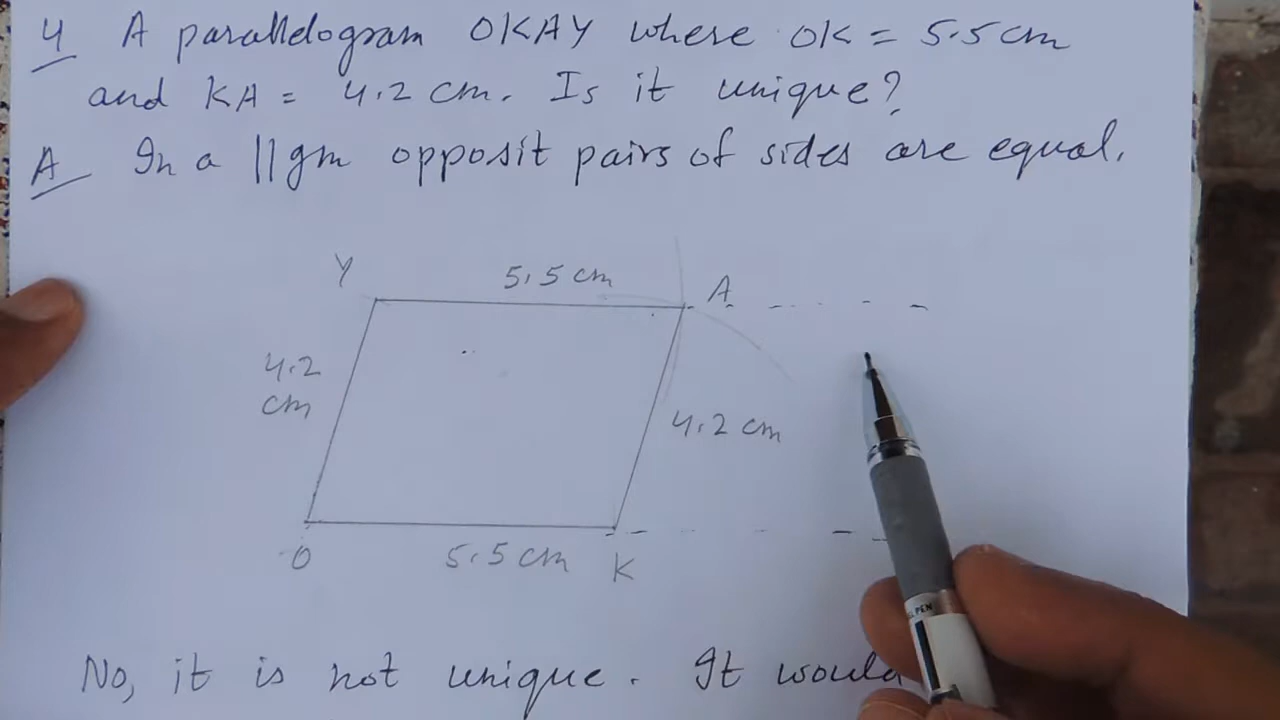 4 A parallelogram OKAY where OK = 5.5 cm
and KA = 4.2 cm. Is it unique?
A In a ||gm opposit pairs of sides are equal.
Y 5.5 cm A
4.2 cm
4.2 cm
O 5.5 cm K
No, it is not unique. It would